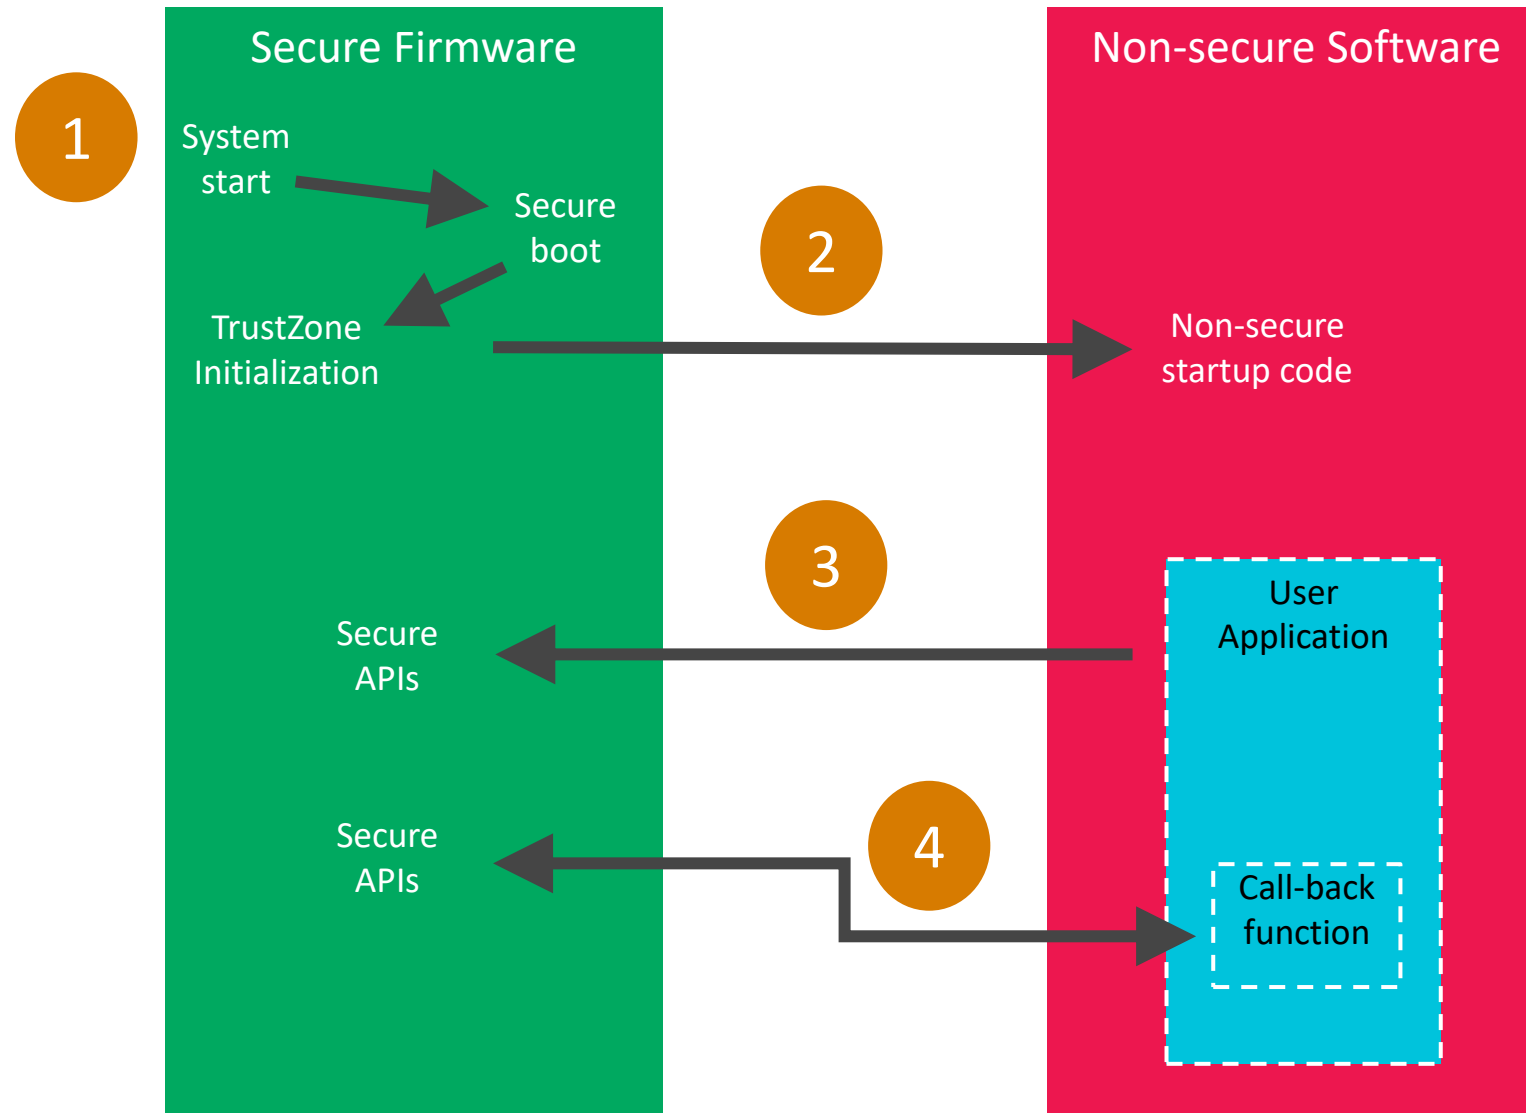 Secure Firmware
Non-secure Software
1
System
start
Secure
boot
2
TrustZone
Initialization
Non-secure
startup code
3
User
Application
Secure
APIs
4
Secure
APIs
Call-back
function